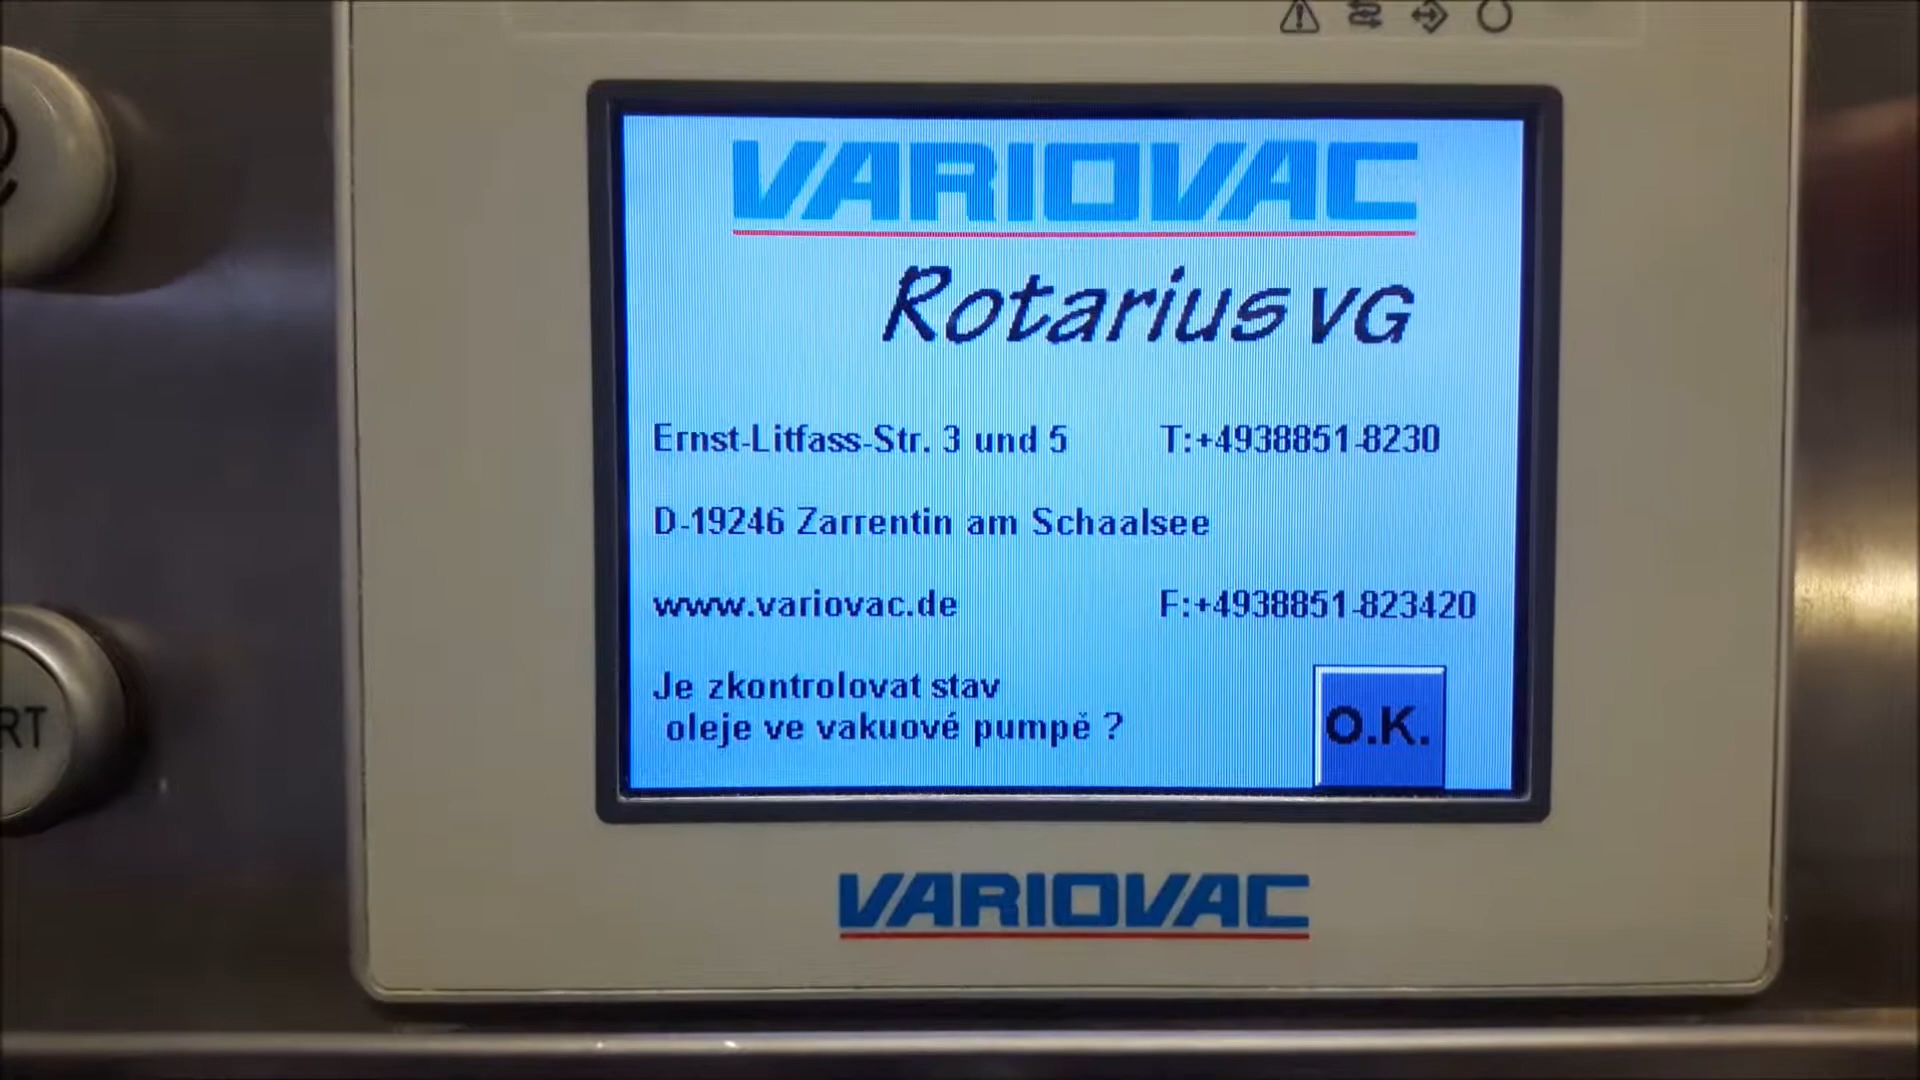 VARIOVAC
Rotarius VG
Ernst-Litfass-Str. 3 und 5 T:+4938851-8230
D-19246 Zarrentin am Schaalsee
www.variovac.de F:+4938851-823420
Je zkontrolovat stav
oleje ve vakuové pumpě ?
O.K.
RT
VARIOVAC